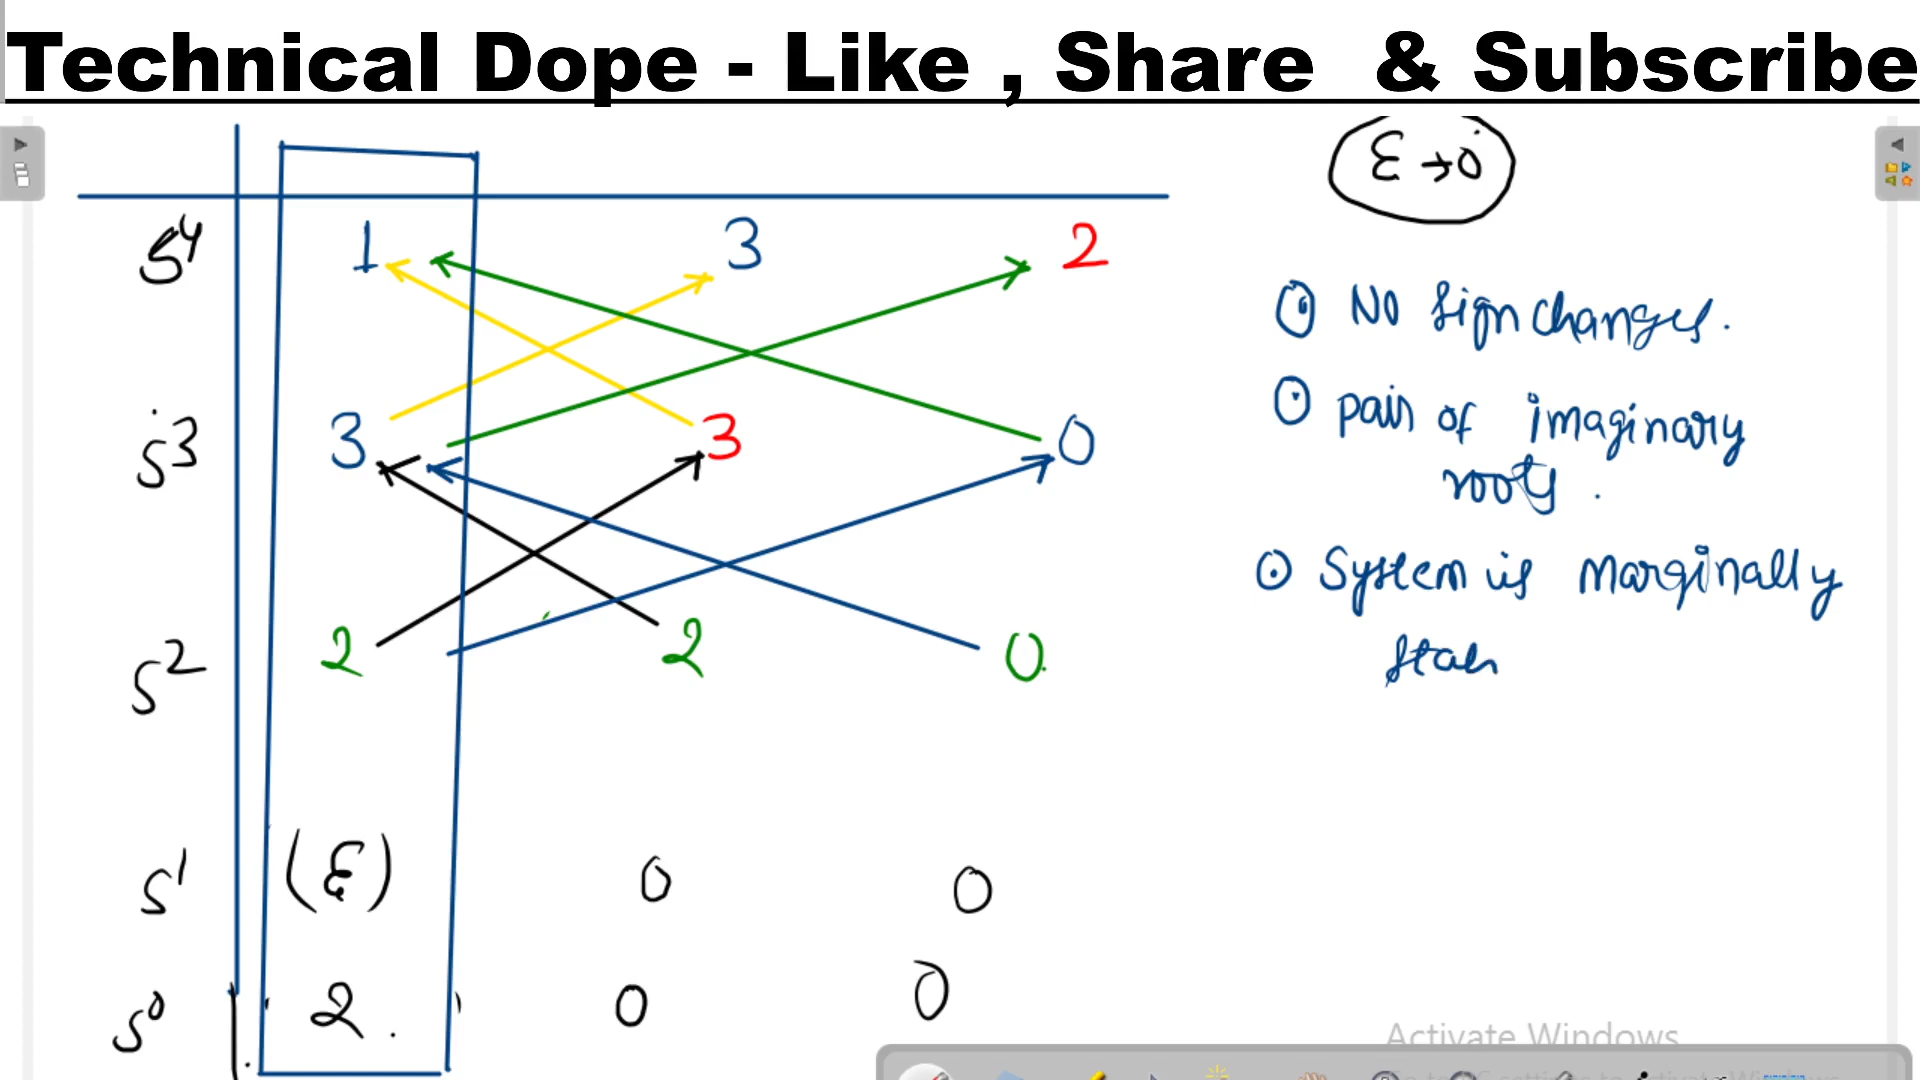 Technical Dope - Like , Share & Subscribe
ε → 0
S⁴ 1 3 2
S³ 3 3 0
S² 2 2 0
S¹ (ε) 0 0
S⁰ 2 0 0
No sign changes.
pair of imaginary
roots.
System is marginally
Activate Windows